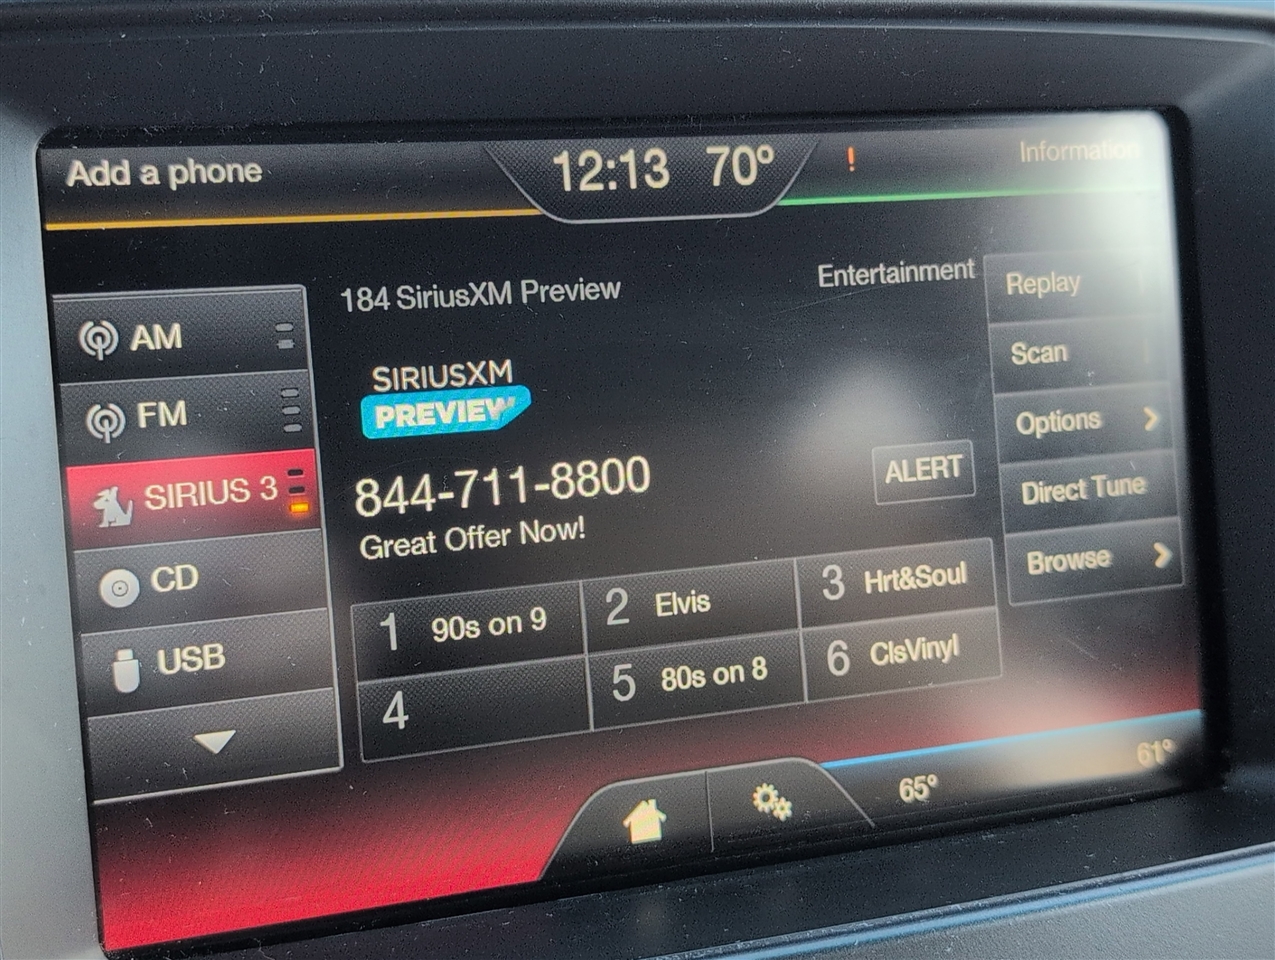 Add a phone
12:13 70°
!
Information
AM
FM
SIRIUS 3
CD
USB
184 SiriusXM Preview
Entertainment
SIRIUSXM
PREVIEW
844-711-8800
Great Offer Now!
ALERT
1 90s on 9
2 Elvis
3 Hrt&Soul
4
5 80s on 8
6 ClsVinyl
Replay
Scan
Options
Direct Tune
Browse
65°
61°